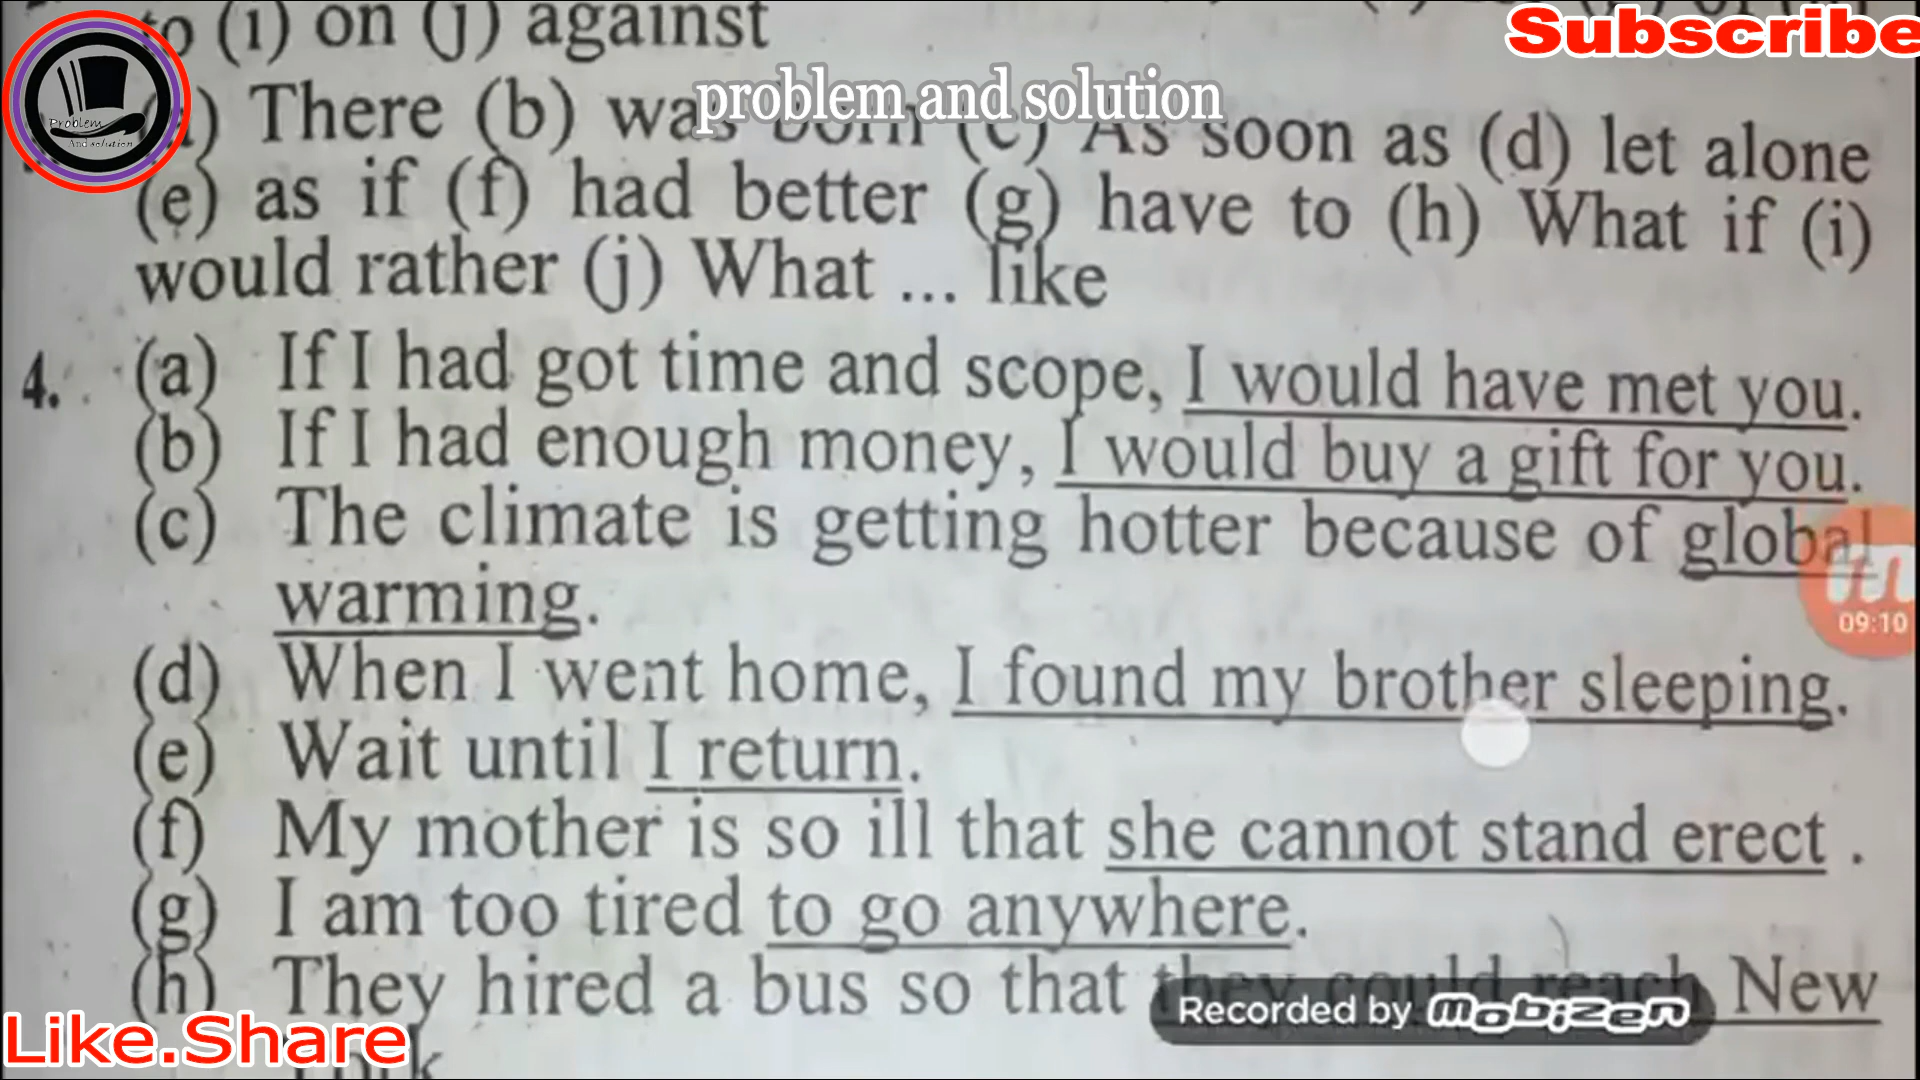 to (i) on (j) against
Subscribe
problem and solution
Problem
And solution
(a) There (b) was born (c) As soon as (d) let alone
(e) as if (f) had better (g) have to (h) What if (i)
would rather (j) What ... like
4. (a) If I had got time and scope, I would have met you.
(b) If I had enough money, I would buy a gift for you.
(c) The climate is getting hotter because of global
warming.
09:10
(d) When I went home, I found my brother sleeping.
(e) Wait until I return.
(f) My mother is so ill that she cannot stand erect .
(g) I am too tired to go anywhere.
(h) They hired a bus so that they could reach New
Recorded by mobizen
Like.Share